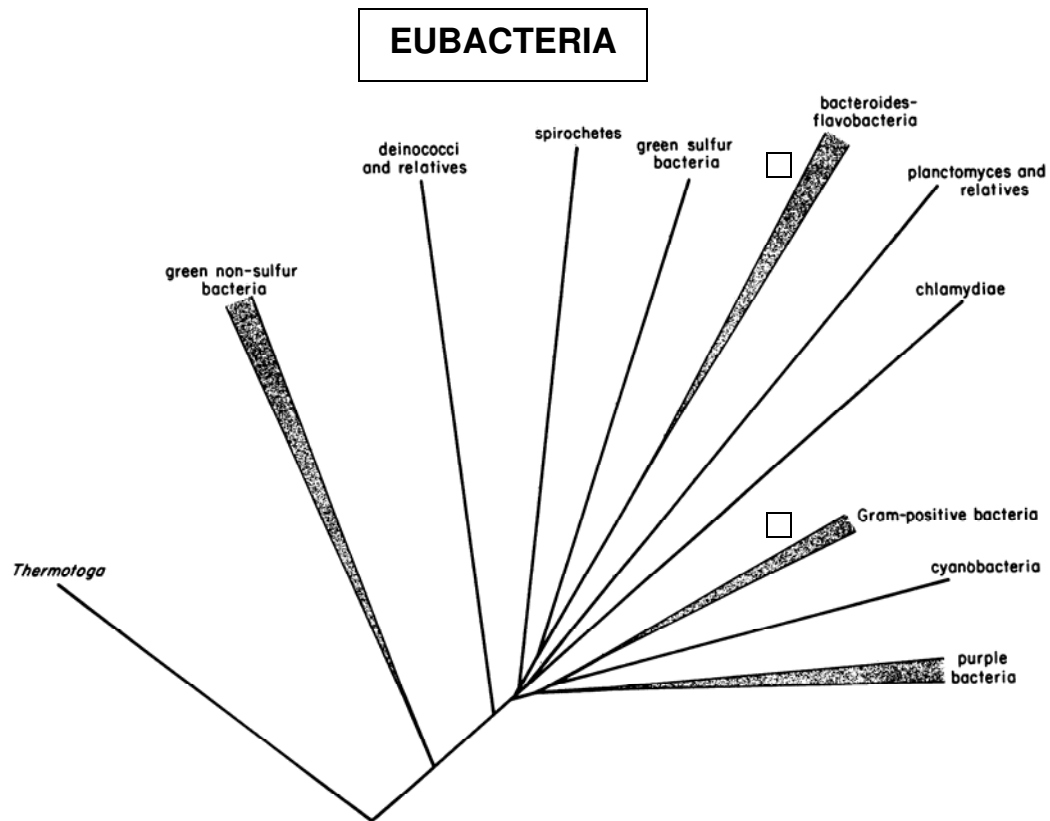 EUBACTERIA
bacteroides-
flavobacteria
spirochetes
deinococci
and relatives
green sulfur
bacteria
planctomyces and
relatives
green non-sulfur
bacteria
chlamydiae
Gram-positive bacteria
Thermotoga
cyanobacteria
purple
bacteria